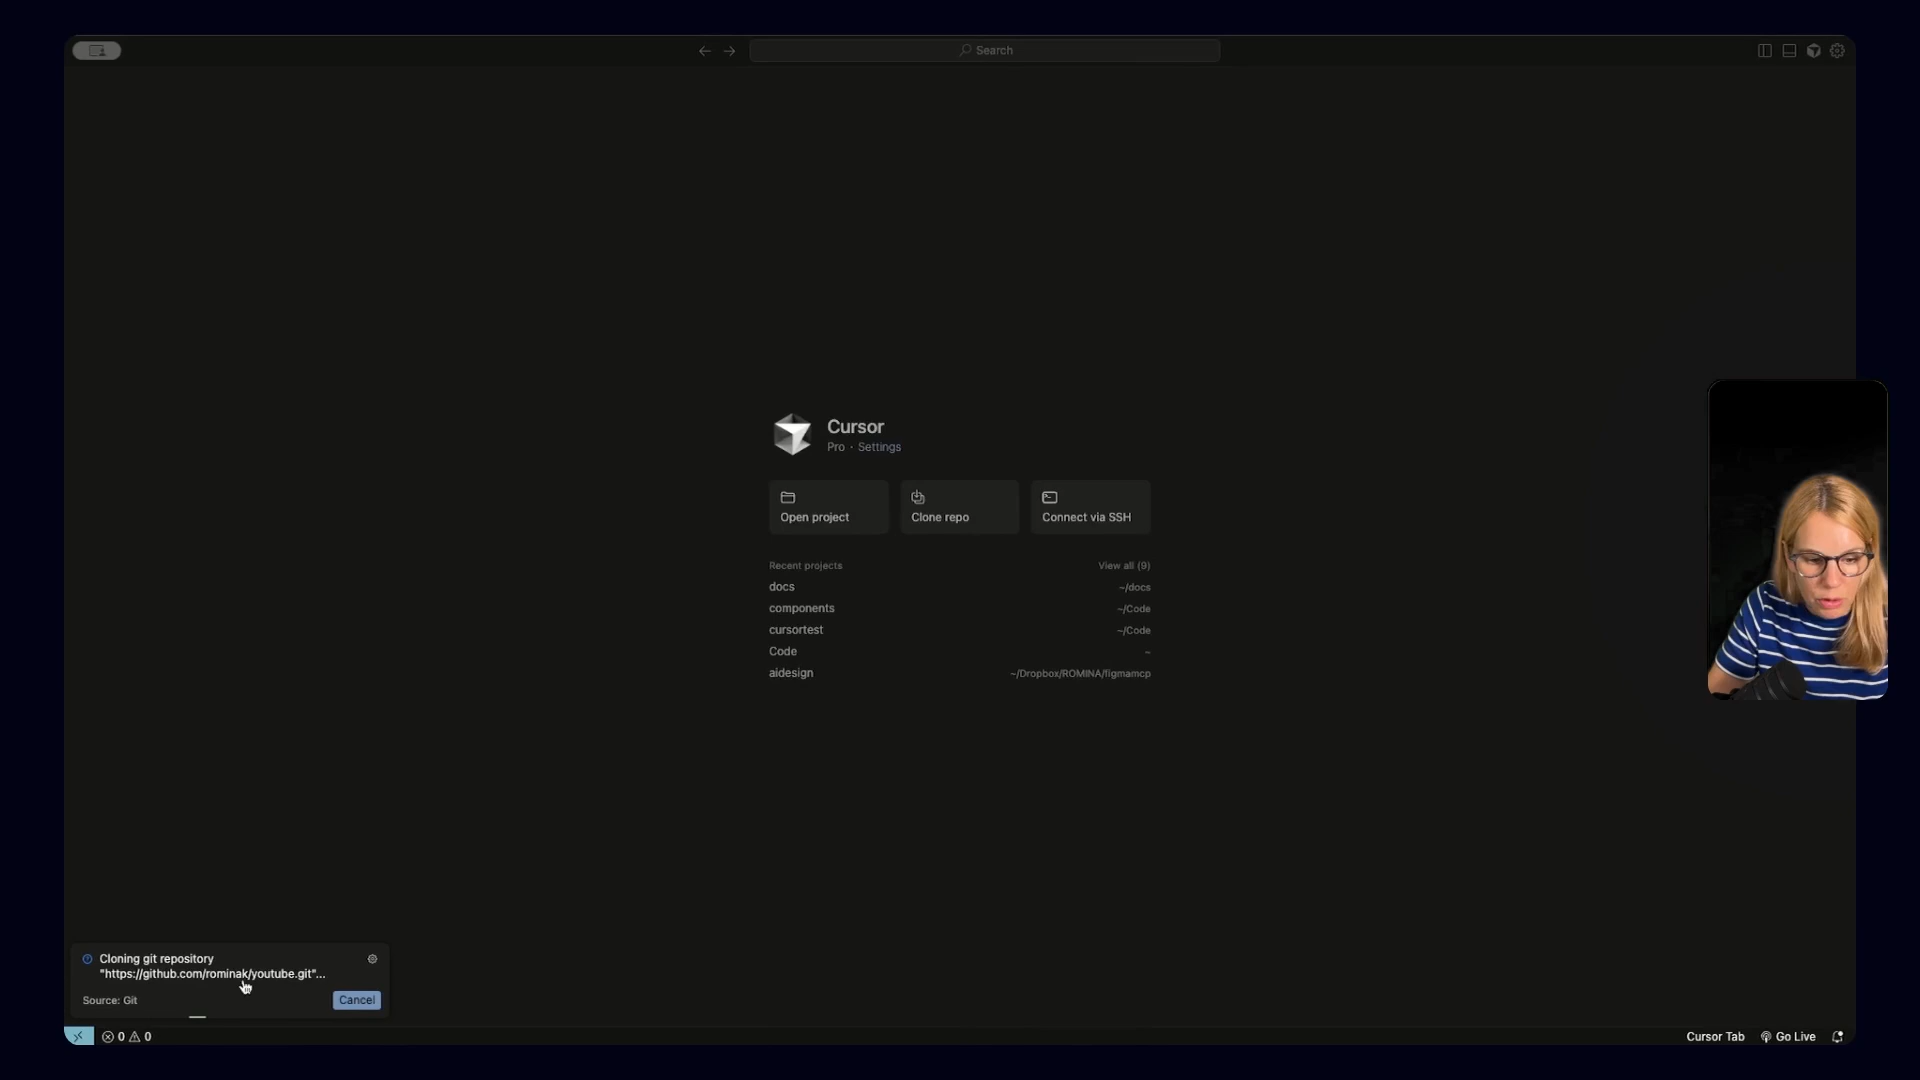 Search
Cursor
Pro · Settings
Open project
Clone repo
Connect via SSH
Recent projects
View all (9)
docs
~/docs
components
~/Code
cursortest
~/Code
Code
~
aidesign
~/Dropbox/ROMINA/figmamcp
Cloning git repository
"https://github.com/rominak/youtube.git"...
Source: Git
Cancel
0
0
Cursor Tab
Go Live